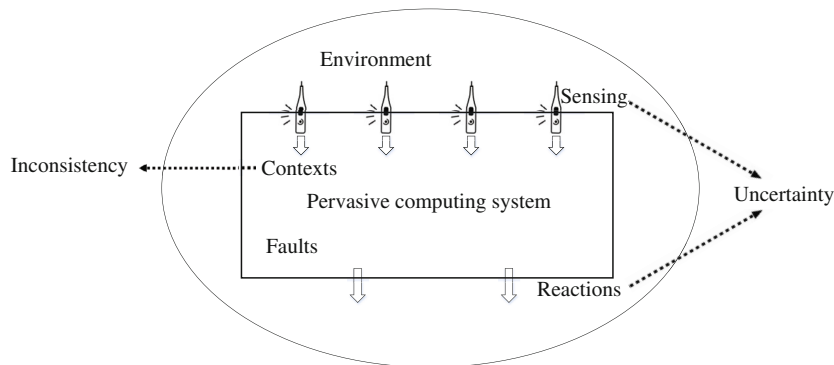 Environment
Sensing
Inconsistency
Contexts
Uncertainty
Pervasive computing system
Faults
Reactions